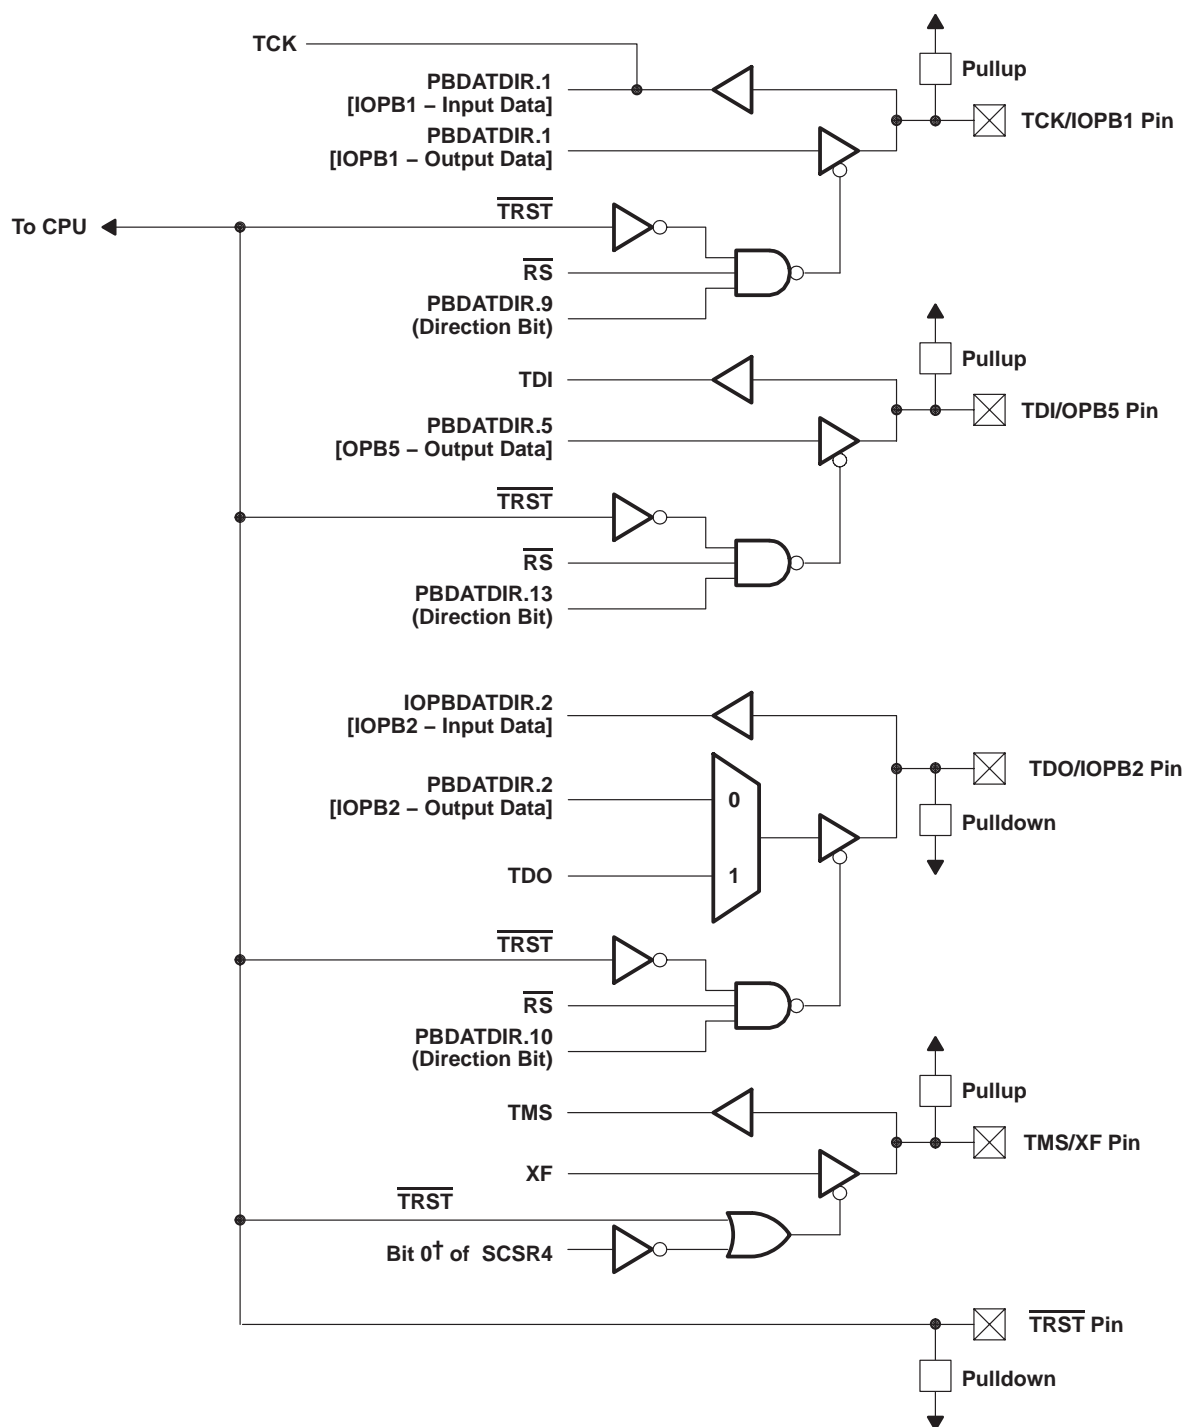 TCK
PBDATDIR.1
[IOPB1 – Input Data]
Pullup
TCK/IOPB1 Pin
PBDATDIR.1
[IOPB1 – Output Data]
TRST
To CPU
RS
PBDATDIR.9
(Direction Bit)
Pullup
TDI
TDI/OPB5 Pin
PBDATDIR.5
[OPB5 – Output Data]
TRST
RS
PBDATDIR.13
(Direction Bit)
IOPBDATDIR.2
[IOPB2 – Input Data]
TDO/IOPB2 Pin
PBDATDIR.2
[IOPB2 – Output Data]
0
Pulldown
TDO
1
TRST
RS
PBDATDIR.10
(Direction Bit)
Pullup
TMS
TMS/XF Pin
XF
TRST
Bit 0† of SCSR4
TRST Pin
Pulldown